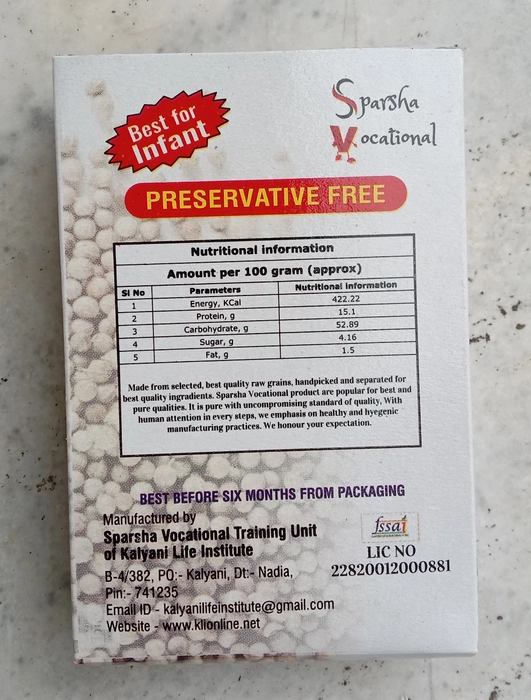 Best for
Infant
Sparsha
Vocational
PRESERVATIVE FREE
Nutritional information
Amount per 100 gram (approx)
Sl No Parameters Nutritional information
1 Energy, KCal 422.22
2 Protein, g 15.1
3 Carbohydrate, g 52.89
4 Sugar, g 4.16
5 Fat, g 1.5
Made from selected, best quality raw grains, handpicked and separated for
best quality ingredients. Sparsha Vocational product are popular for best and
pure qualities. It is pure with uncompromising standard of quality, With
human attention in every steps, we emphasis on healthy and hyegenic
manufacturing practices. We honour your expectation.
BEST BEFORE SIX MONTHS FROM PACKAGING
Manufactured by
Sparsha Vocational Training Unit
of Kalyani Life Institute
B-4/382, PO:- Kalyani, Dt:- Nadia,
Pin:- 741235
Email ID - kalyanilifeinstitute@gmail.com
Website - www.klionline.net
fssai
LIC NO
22820012000881